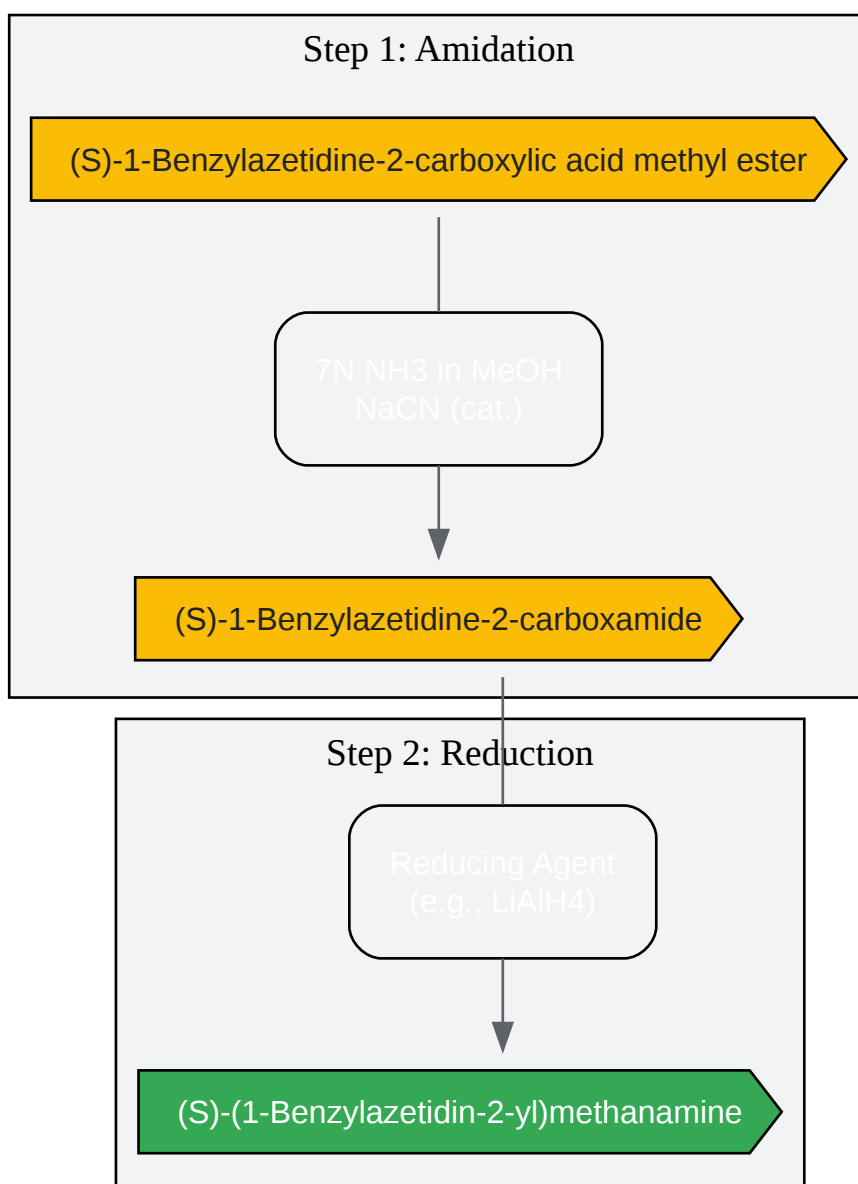 Step 1: Amidation
(S)-1-Benzylazetidine-2-carboxylic acid methyl ester
7N NH3 in MeOH
NaCN (cat.)
(S)-1-Benzylazetidine-2-carboxamide
Step 2: Reduction
Reducing Agent
(e.g., LiAlH4)
(S)-(1-Benzylazetidin-2-yl)methanamine